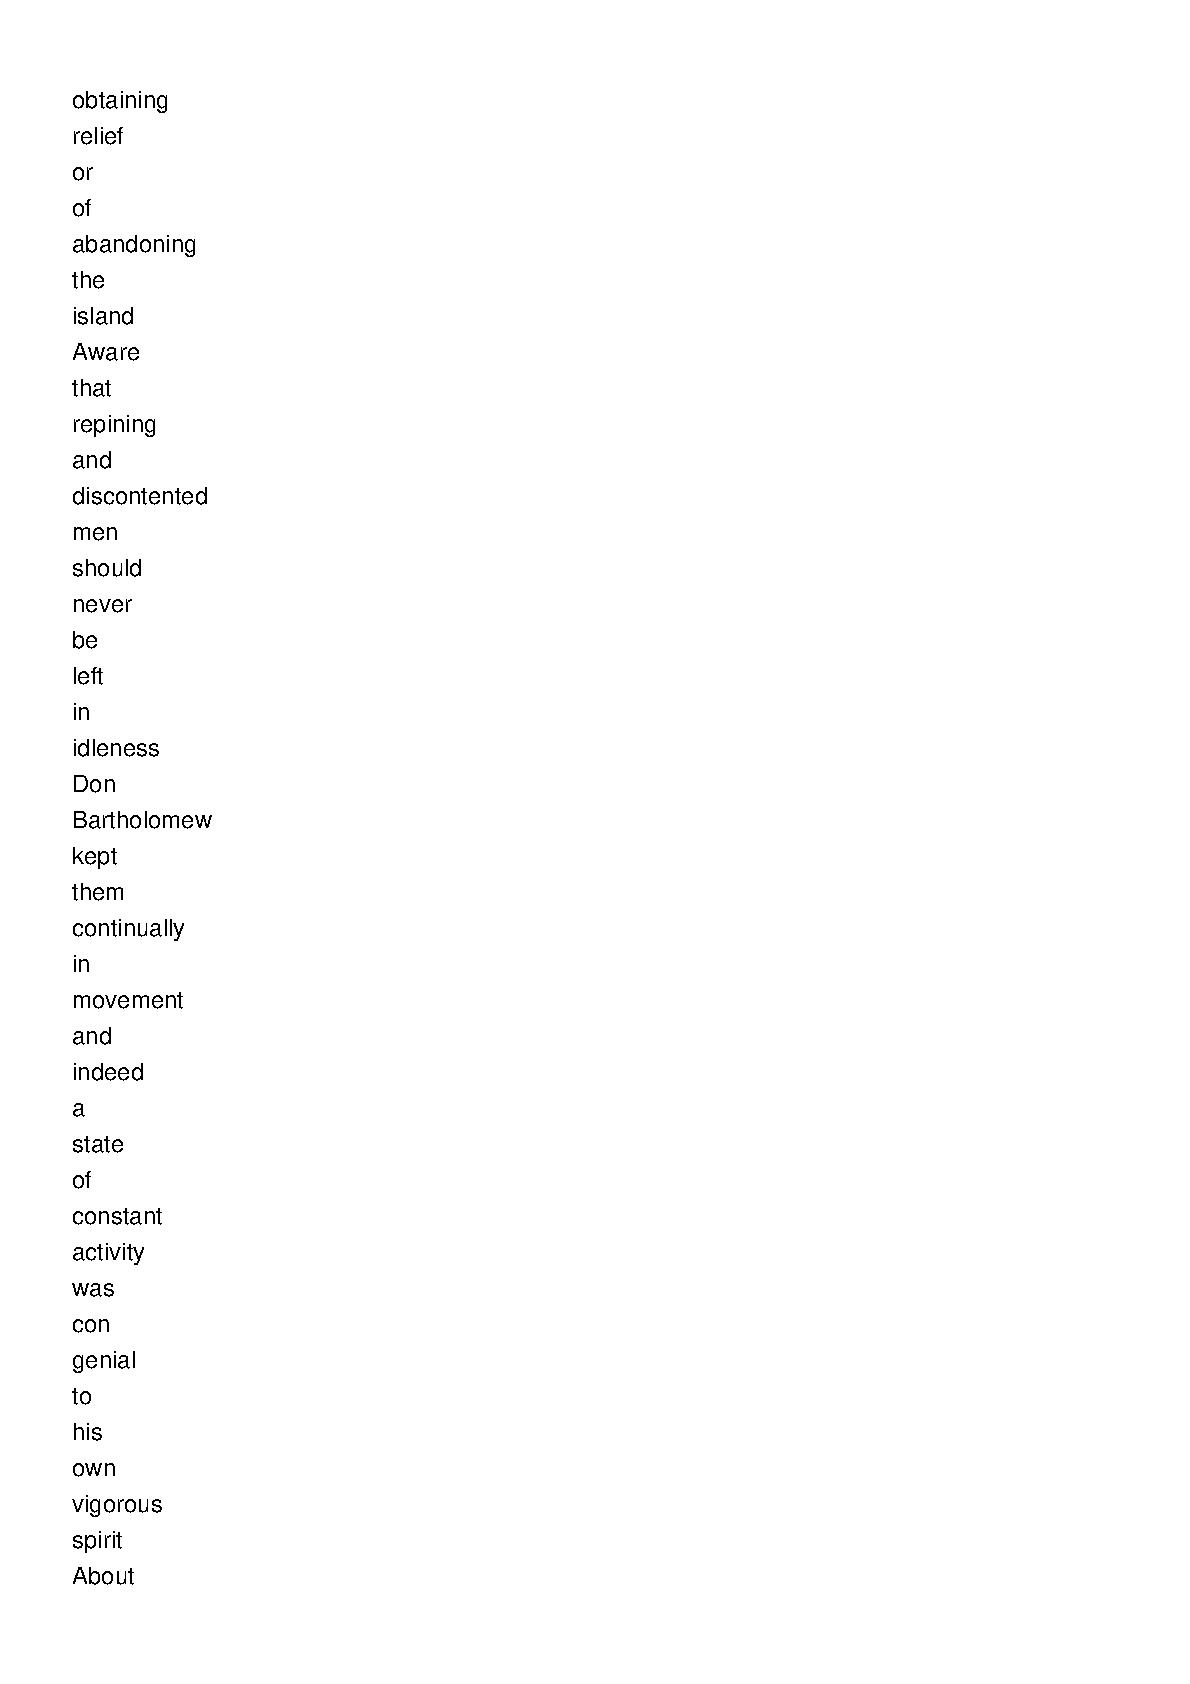 obtaining
relief
or
of
abandoning
the
island
Aware
that
repining
and
discontented
men
should
never
be
left
in
idleness
Don
Bartholomew
kept
them
continually
in
movement
and
indeed
a
state
of
constant
activity
was
con
genial
to
his
own
vigorous
spirit
About